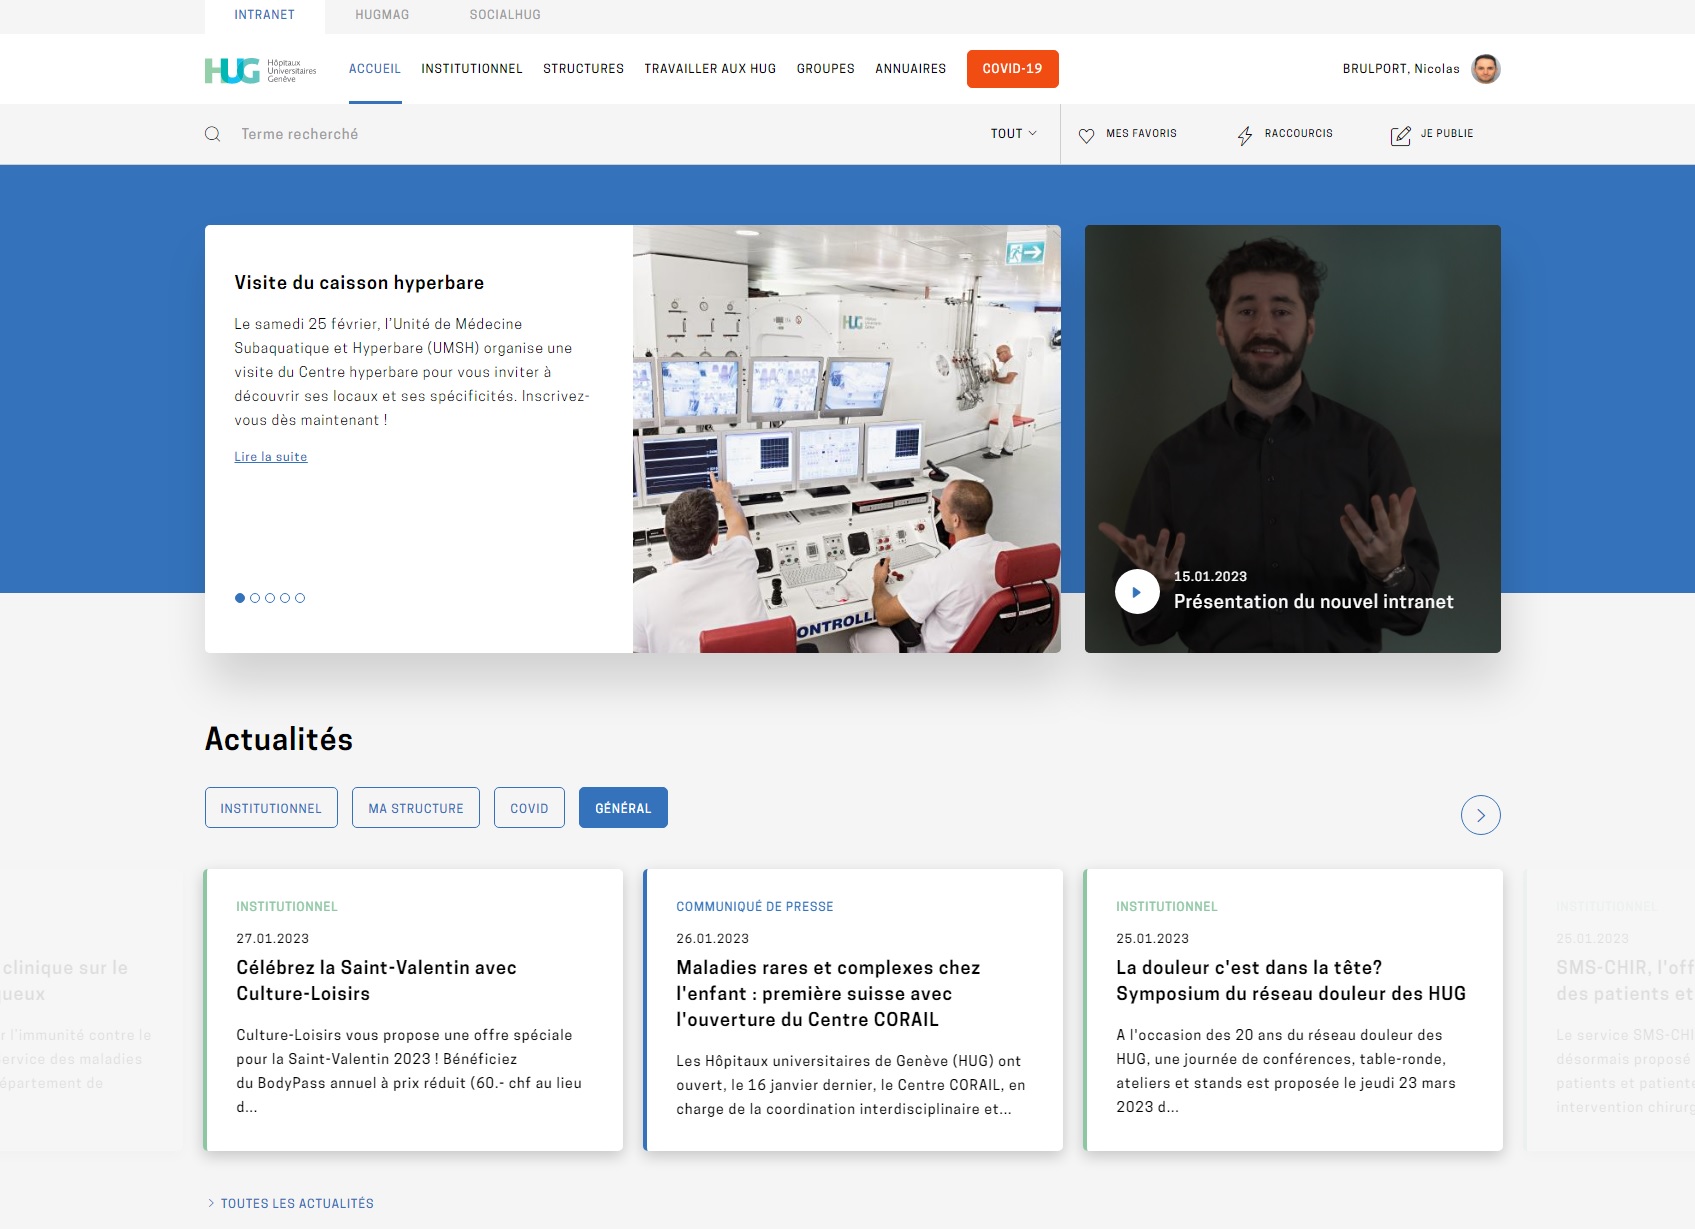 INTRANET HUGMAG SOCIALHUG
HUG Hôpitaux Universitaires Genève ACCUEIL INSTITUTIONNEL STRUCTURES TRAVAILLER AUX HUG GROUPES ANNUAIRES COVID-19 BRULPORT, Nicolas
Terme recherché TOUT MES FAVORIS RACCOURCIS JE PUBLIE
Visite du caisson hyperbare
Le samedi 25 février, l'Unité de Médecine
Subaquatique et Hyperbare (UMSH) organise une
visite du Centre hyperbare pour vous inviter à
découvrir ses locaux et ses spécificités. Inscrivez-
vous dès maintenant !
Lire la suite
HUG
ONTROLL
15.01.2023
Présentation du nouvel intranet
Actualités
INSTITUTIONNEL MA STRUCTURE COVID GÉNÉRAL
clinique sur le
ueux
r l'immunité contre le
ervice des maladies
épartement de
INSTITUTIONNEL
27.01.2023
Célébrez la Saint-Valentin avec
Culture-Loisirs
Culture-Loisirs vous propose une offre spéciale
pour la Saint-Valentin 2023 ! Bénéficiez
du BodyPass annuel à prix réduit (60.- chf au lieu
d...
COMMUNIQUÉ DE PRESSE
26.01.2023
Maladies rares et complexes chez
l'enfant : première suisse avec
l'ouverture du Centre CORAIL
Les Hôpitaux universitaires de Genève (HUG) ont
ouvert, le 16 janvier dernier, le Centre CORAIL, en
charge de la coordination interdisciplinaire et...
INSTITUTIONNEL
25.01.2023
La douleur c'est dans la tête?
Symposium du réseau douleur des HUG
A l'occasion des 20 ans du réseau douleur des
HUG, une journée de conférences, table-ronde,
ateliers et stands est proposée le jeudi 23 mars
2023 d...
INSTITUTIONNEL
25.01.2023
SMS-CHIR, l'off
des patients et
Le service SMS-CHI
désormais proposé
patients et patiente
intervention chirurg
TOUTES LES ACTUALITÉS